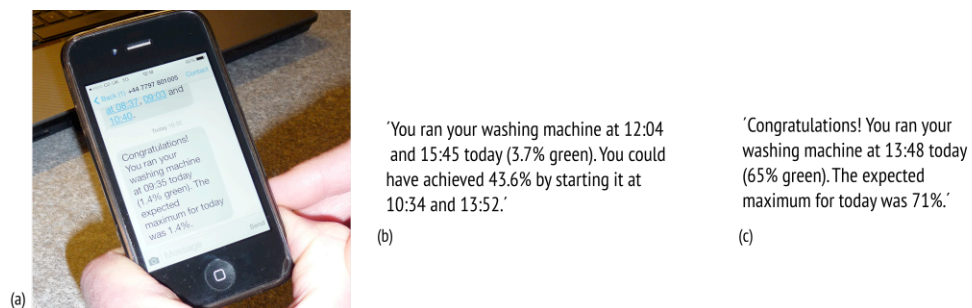 Back (1) +44 7797 801005 Contact
at 08:37, 09:03 and
10:40.
Congratulations!
You ran your
washing machine
at 09:35 today
(1.4% green). The
expected
maximum for today
was 1.4%.
Message
Send
(a)
´You ran your washing machine at 12:04
and 15:45 today (3.7% green). You could
have achieved 43.6% by starting it at
10:34 and 13:52.´
(b)
´Congratulations! You ran your
washing machine at 13:48 today
(65% green). The expected
maximum for today was 71%.´
(c)